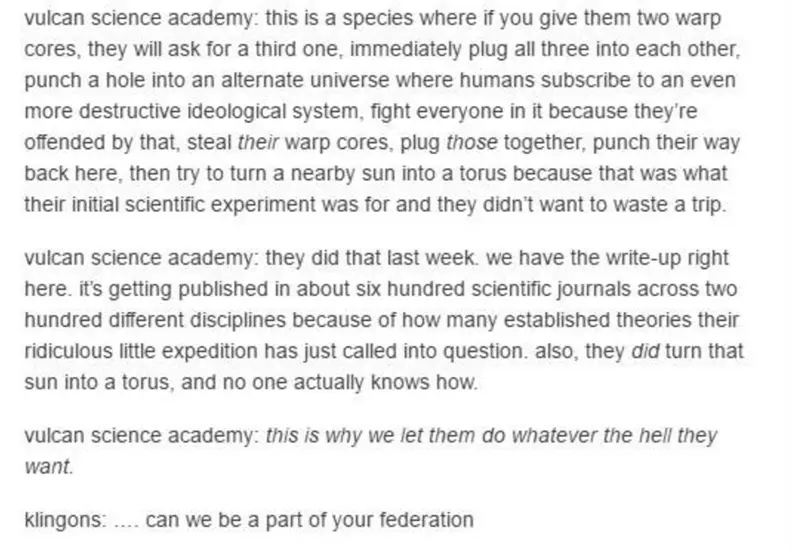 vulcan science academy: this is a species where if you give them two warp
cores, they will ask for a third one, immediately plug all three into each other,
punch a hole into an alternate universe where humans subscribe to an even
more destructive ideological system, fight everyone in it because they're
offended by that, steal their warp cores, plug those together, punch their way
back here, then try to turn a nearby sun into a torus because that was what
their initial scientific experiment was for and they didn't want to waste a trip.
vulcan science academy: they did that last week. we have the write-up right
here. it's getting published in about six hundred scientific journals across two
hundred different disciplines because of how many established theories their
ridiculous little expedition has just called into question. also, they did turn that
sun into a torus, and no one actually knows how.
vulcan science academy: this is why we let them do whatever the hell they
want.
klingons: .... can we be a part of your federation